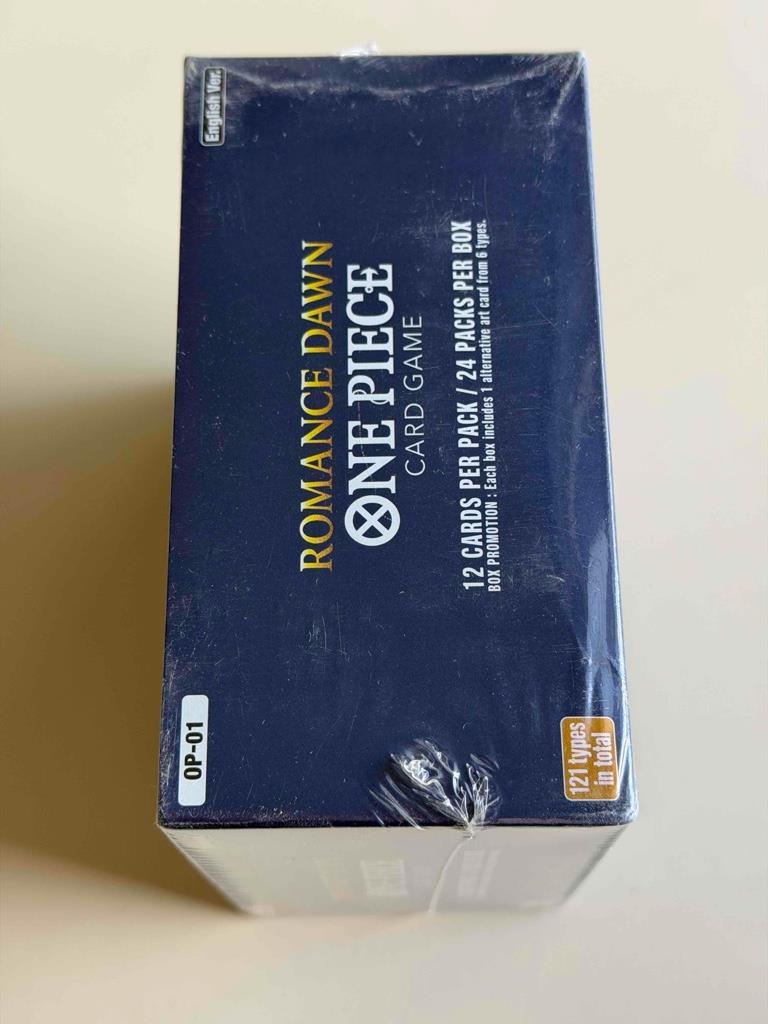 OP-01
English Ver.
ROMANCE DAWN
ONE PIECE
CARD GAME
12 CARDS PER PACK / 24 PACKS PER BOX
BOX PROMOTION : Each box includes 1 alternative art card from 6 types.
121 types
in total